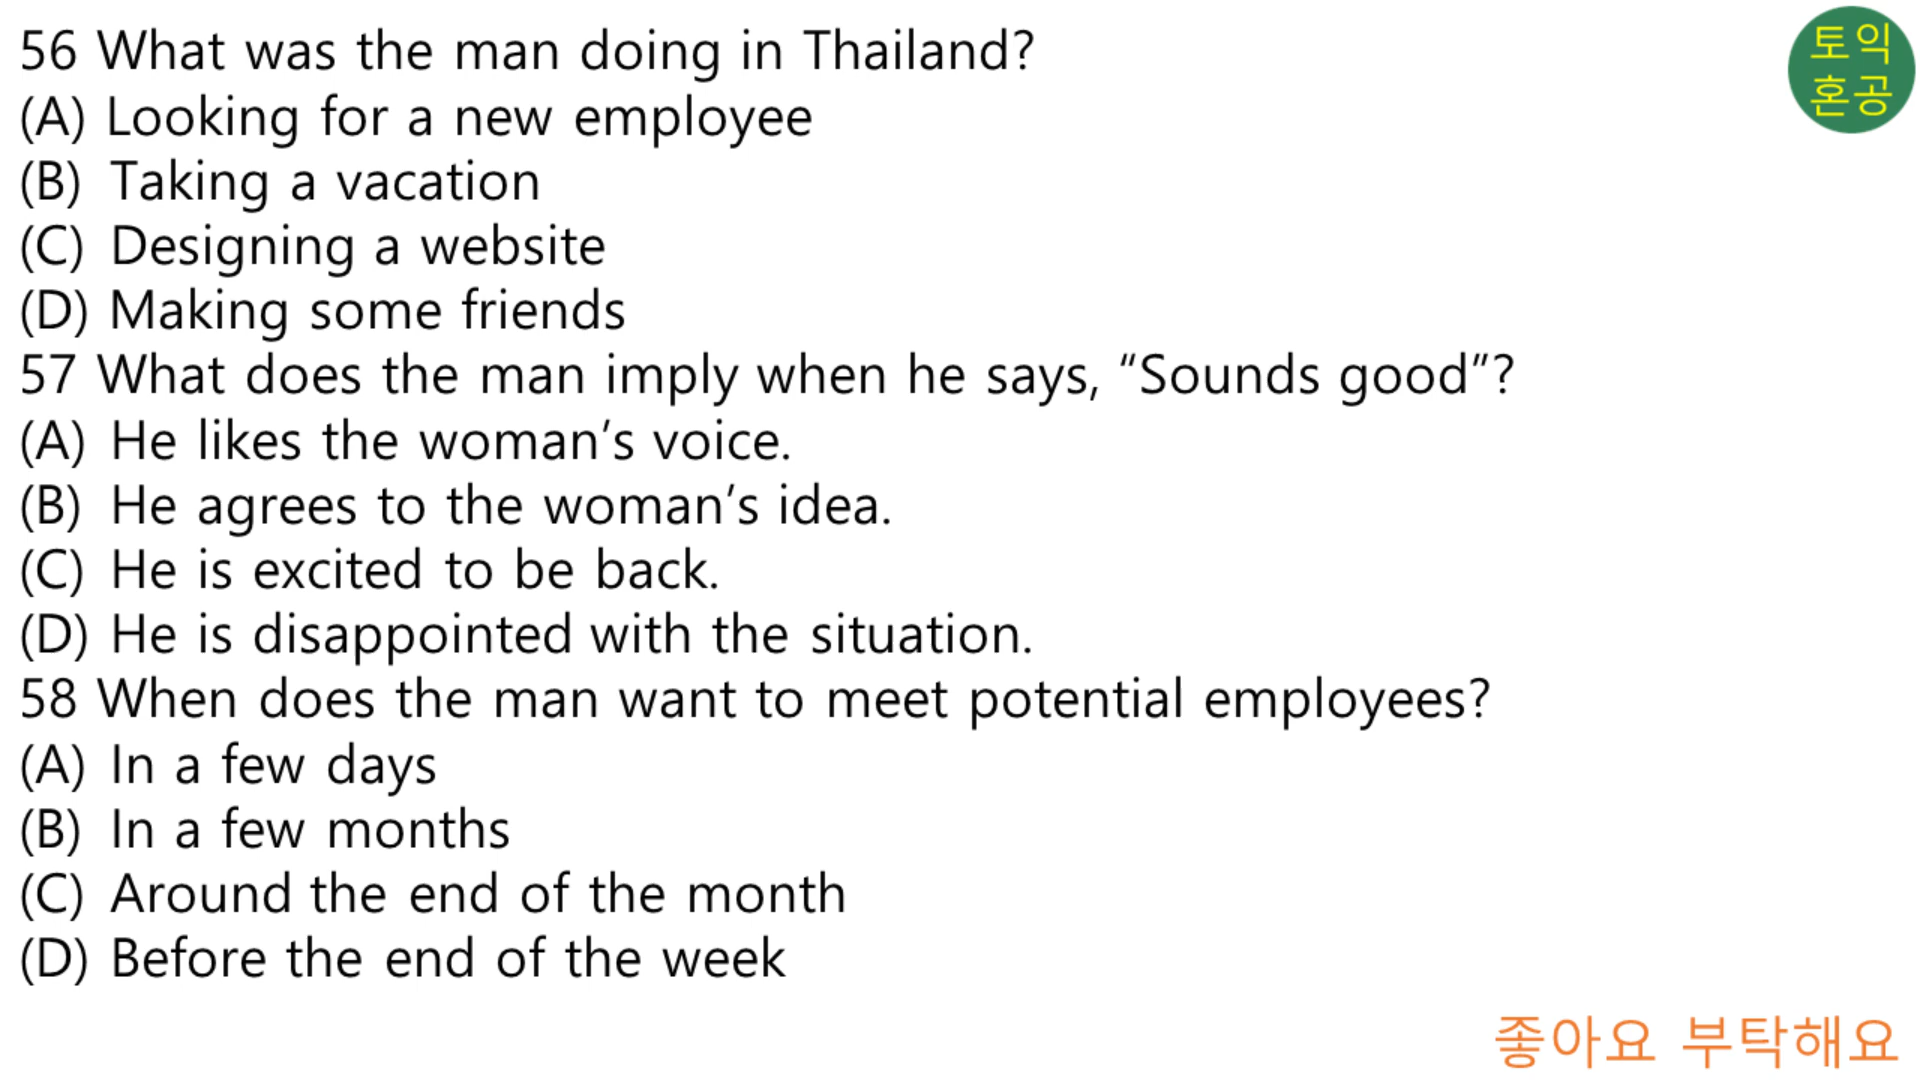 56 What was the man doing in Thailand?
(A) Looking for a new employee
(B) Taking a vacation
(C) Designing a website
(D) Making some friends
57 What does the man imply when he says, “Sounds good”?
(A) He likes the woman’s voice.
(B) He agrees to the woman’s idea.
(C) He is excited to be back.
(D) He is disappointed with the situation.
58 When does the man want to meet potential employees?
(A) In a few days
(B) In a few months
(C) Around the end of the month
(D) Before the end of the week
토익
혼공
좋아요 부탁해요